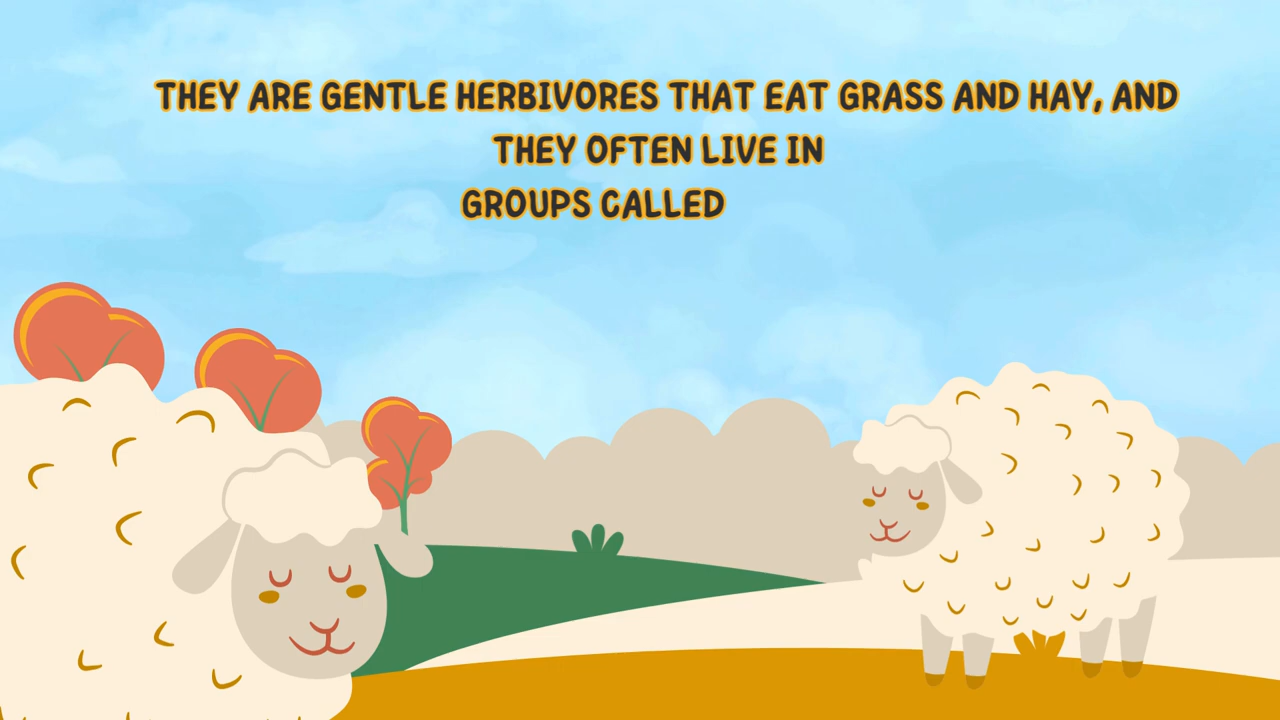 THEY ARE GENTLE HERBIVORES THAT EAT GRASS AND HAY, AND
THEY OFTEN LIVE IN
GROUPS CALLED